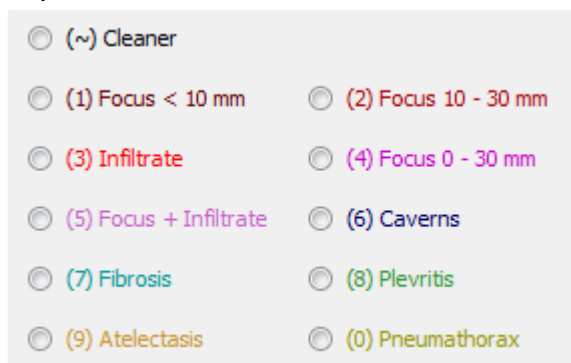 (~) Cleaner
(1) Focus < 10 mm
(2) Focus 10 - 30 mm
(3) Infiltrate
(4) Focus 0 - 30 mm
(5) Focus + Infiltrate
(6) Caverns
(7) Fibrosis
(8) Plevritis
(9) Atelectasis
(0) Pneumathorax